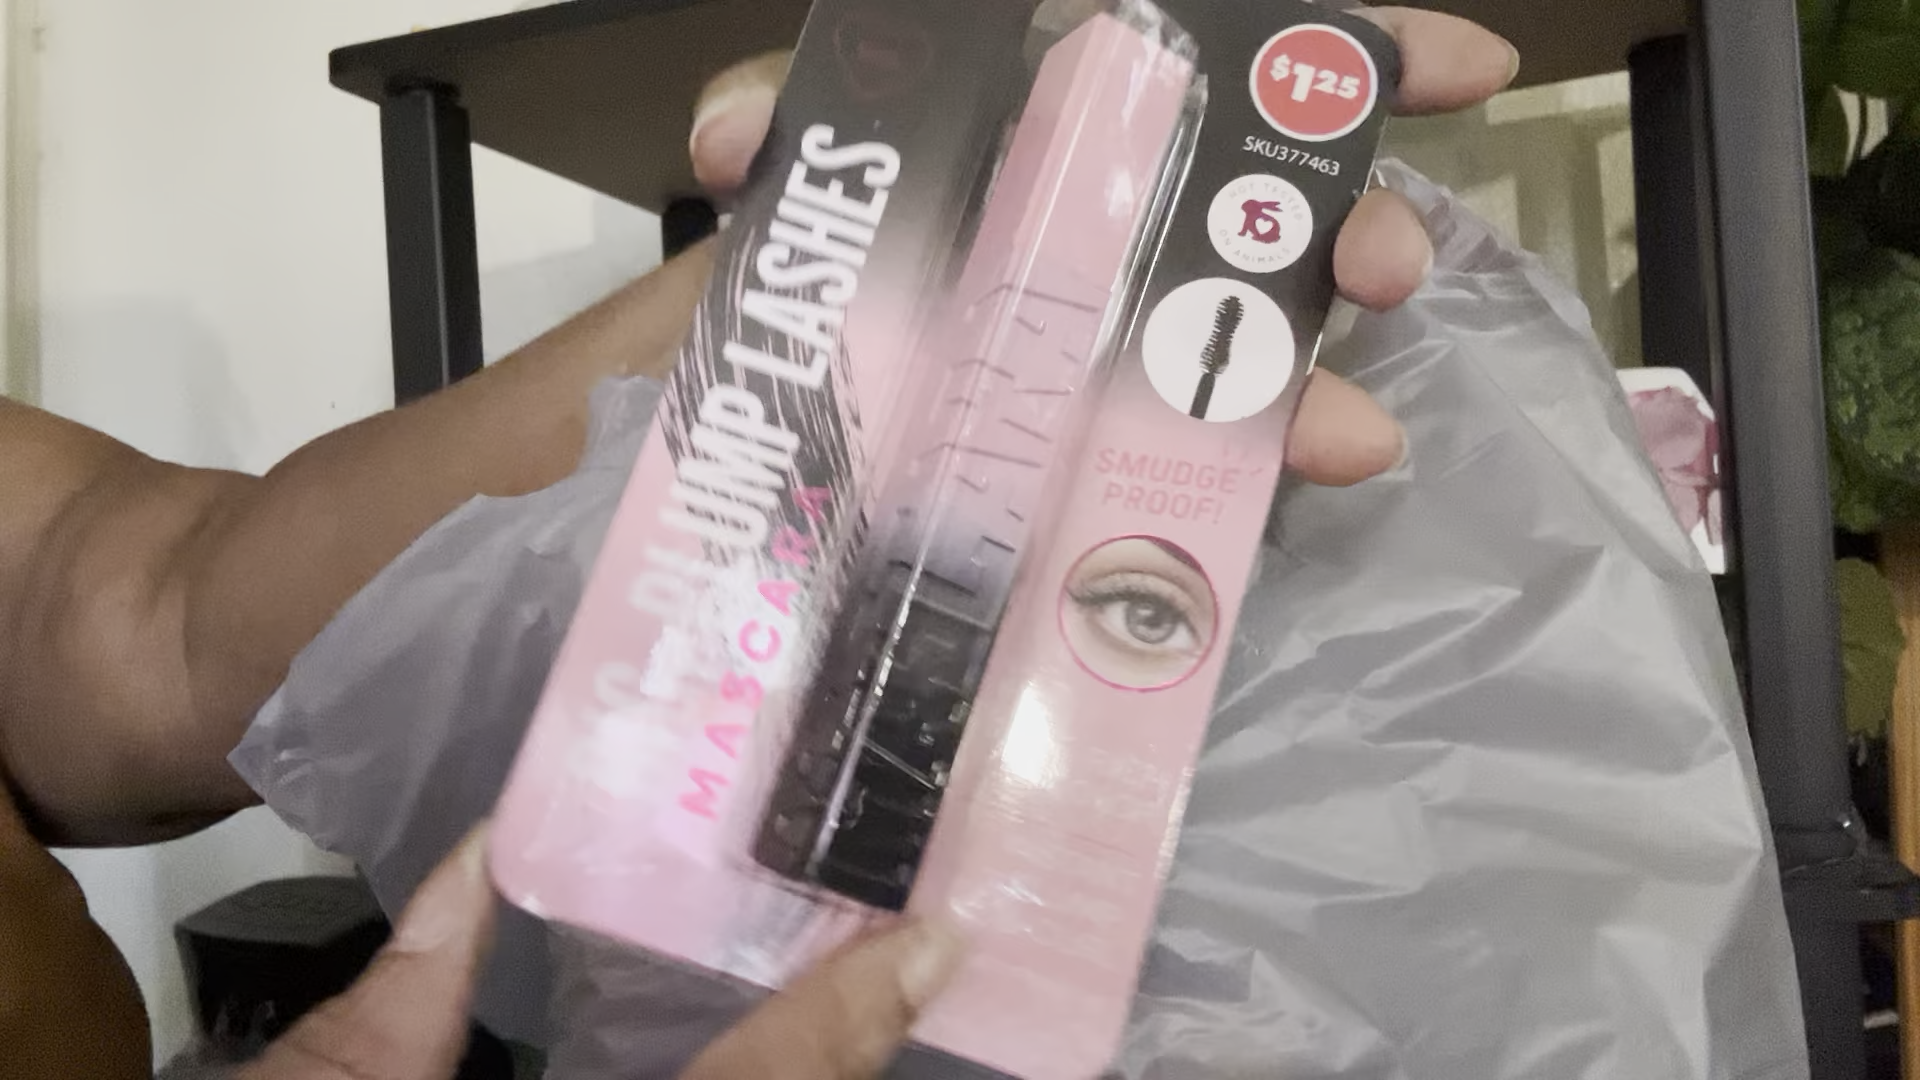 $1.25
SKU377463
NOT TESTED
ON ANIMALS
PLUMP LASHES
MASCARA
SMUDGE
PROOF!